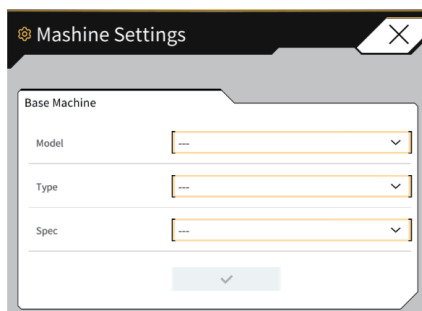 Mashine Settings
Base Machine
Model
---
Type
---
Spec
---